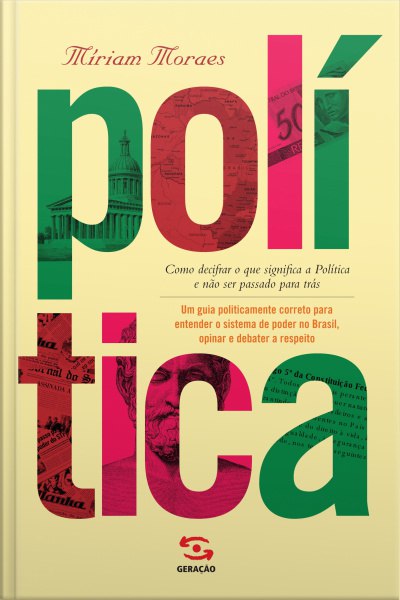 Míriam Moraes
polí
50
Como decifrar o que significa a Política
e não ser passado para trás
Um guia politicamente correto para
entender o sistema de poder no Brasil,
opinar e debater a respeito
tica
GERAÇÃO